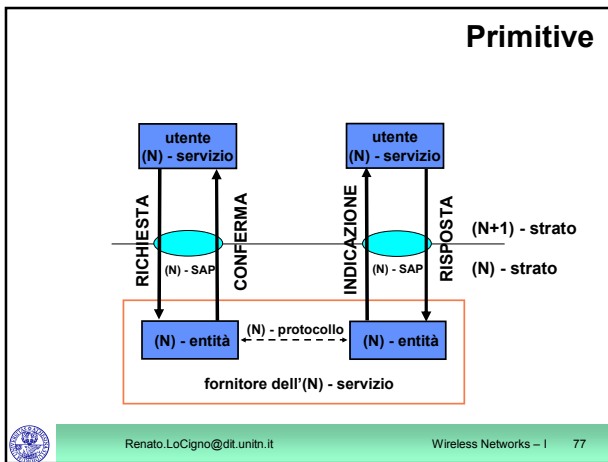 Primitive
utente
(N) - servizio
utente
(N) - servizio
RICHIESTA
CONFERMA
INDICAZIONE
RISPOSTA
(N) - SAP
(N) - SAP
(N+1) - strato
(N) - strato
(N) - entità
(N) - protocollo
(N) - entità
fornitore dell'(N) - servizio
Renato.LoCigno@dit.unitn.it
Wireless Networks – I
77